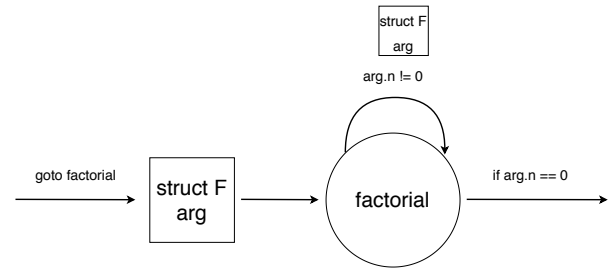 struct F
arg
arg.n != 0
goto factorial
struct F
arg
factorial
if arg.n == 0